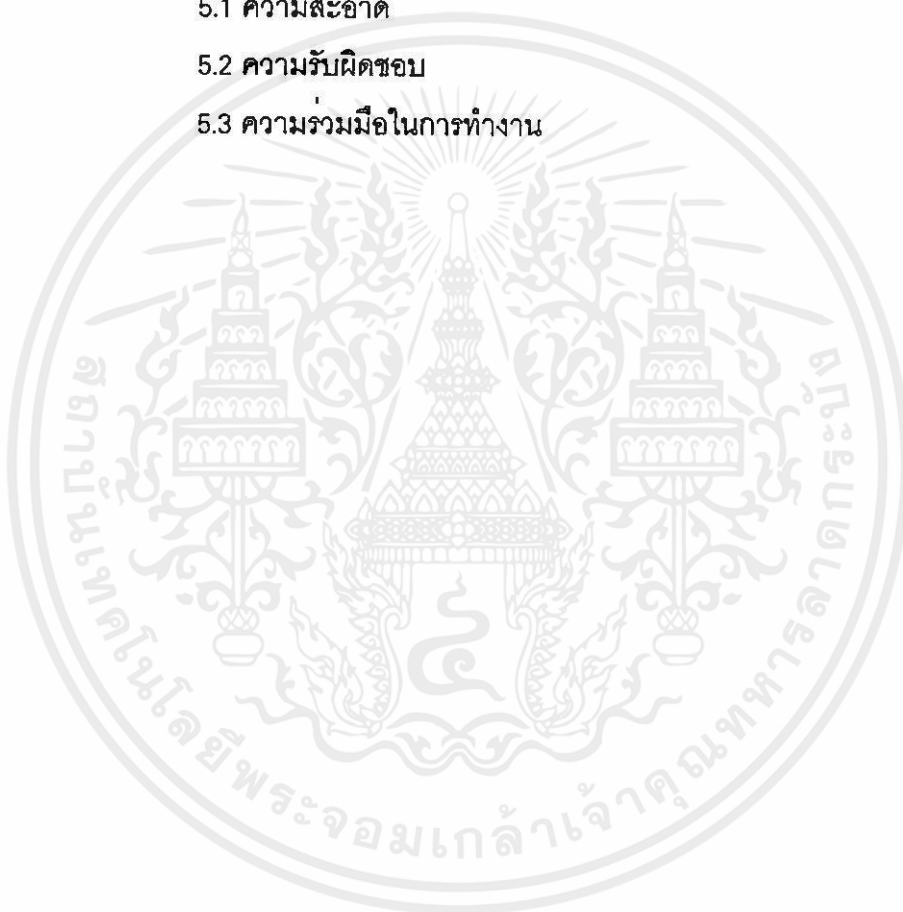 5.1 ความสะอาด
5.2 ความรับผิดชอบ
5.3 ความร่วมมือในการทำงาน
สถาบันเทคโนโลยีพระจอมเกล้าเจ้าคุณทหารลาดกระบัง